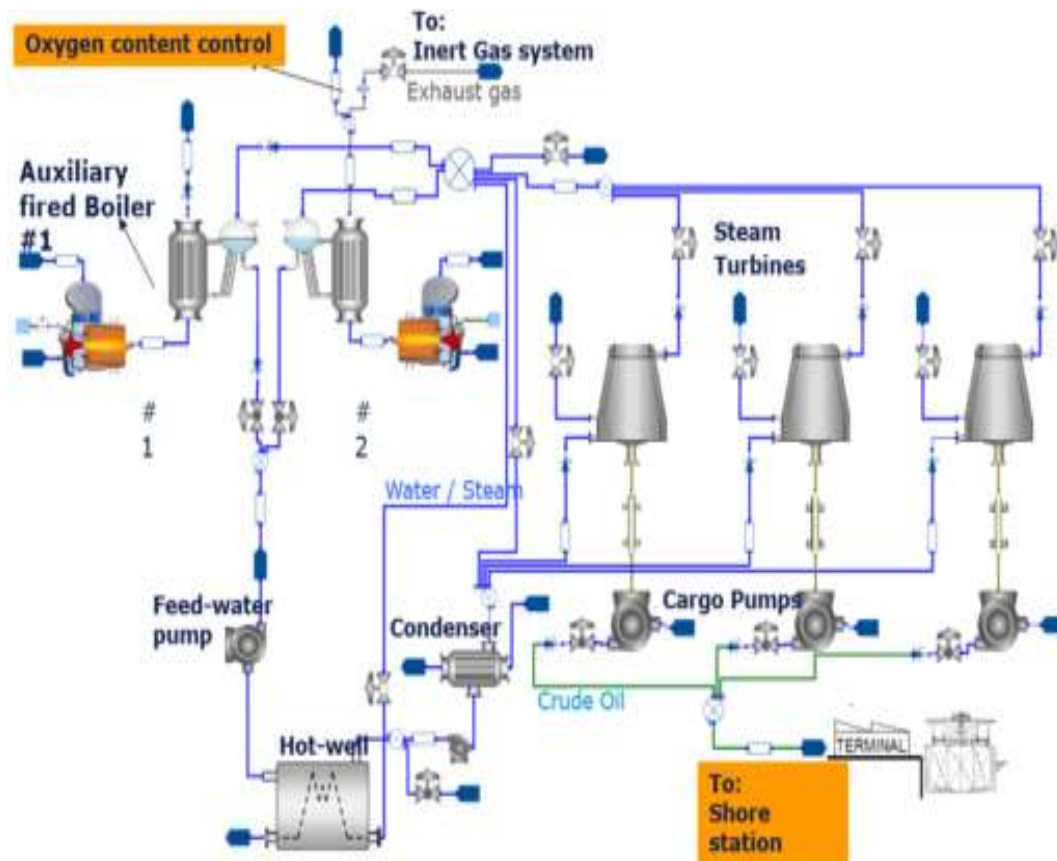 Oxygen content control
To:
Inert Gas system
Exhaust gas
Auxiliary
fired Boiler
#1
Steam
Turbines
#
1
#
2
Water / Steam
Feed-water
pump
Condenser
Cargo Pumps
Crude Oil
Hot-well
TERMINAL
To:
Shore
station